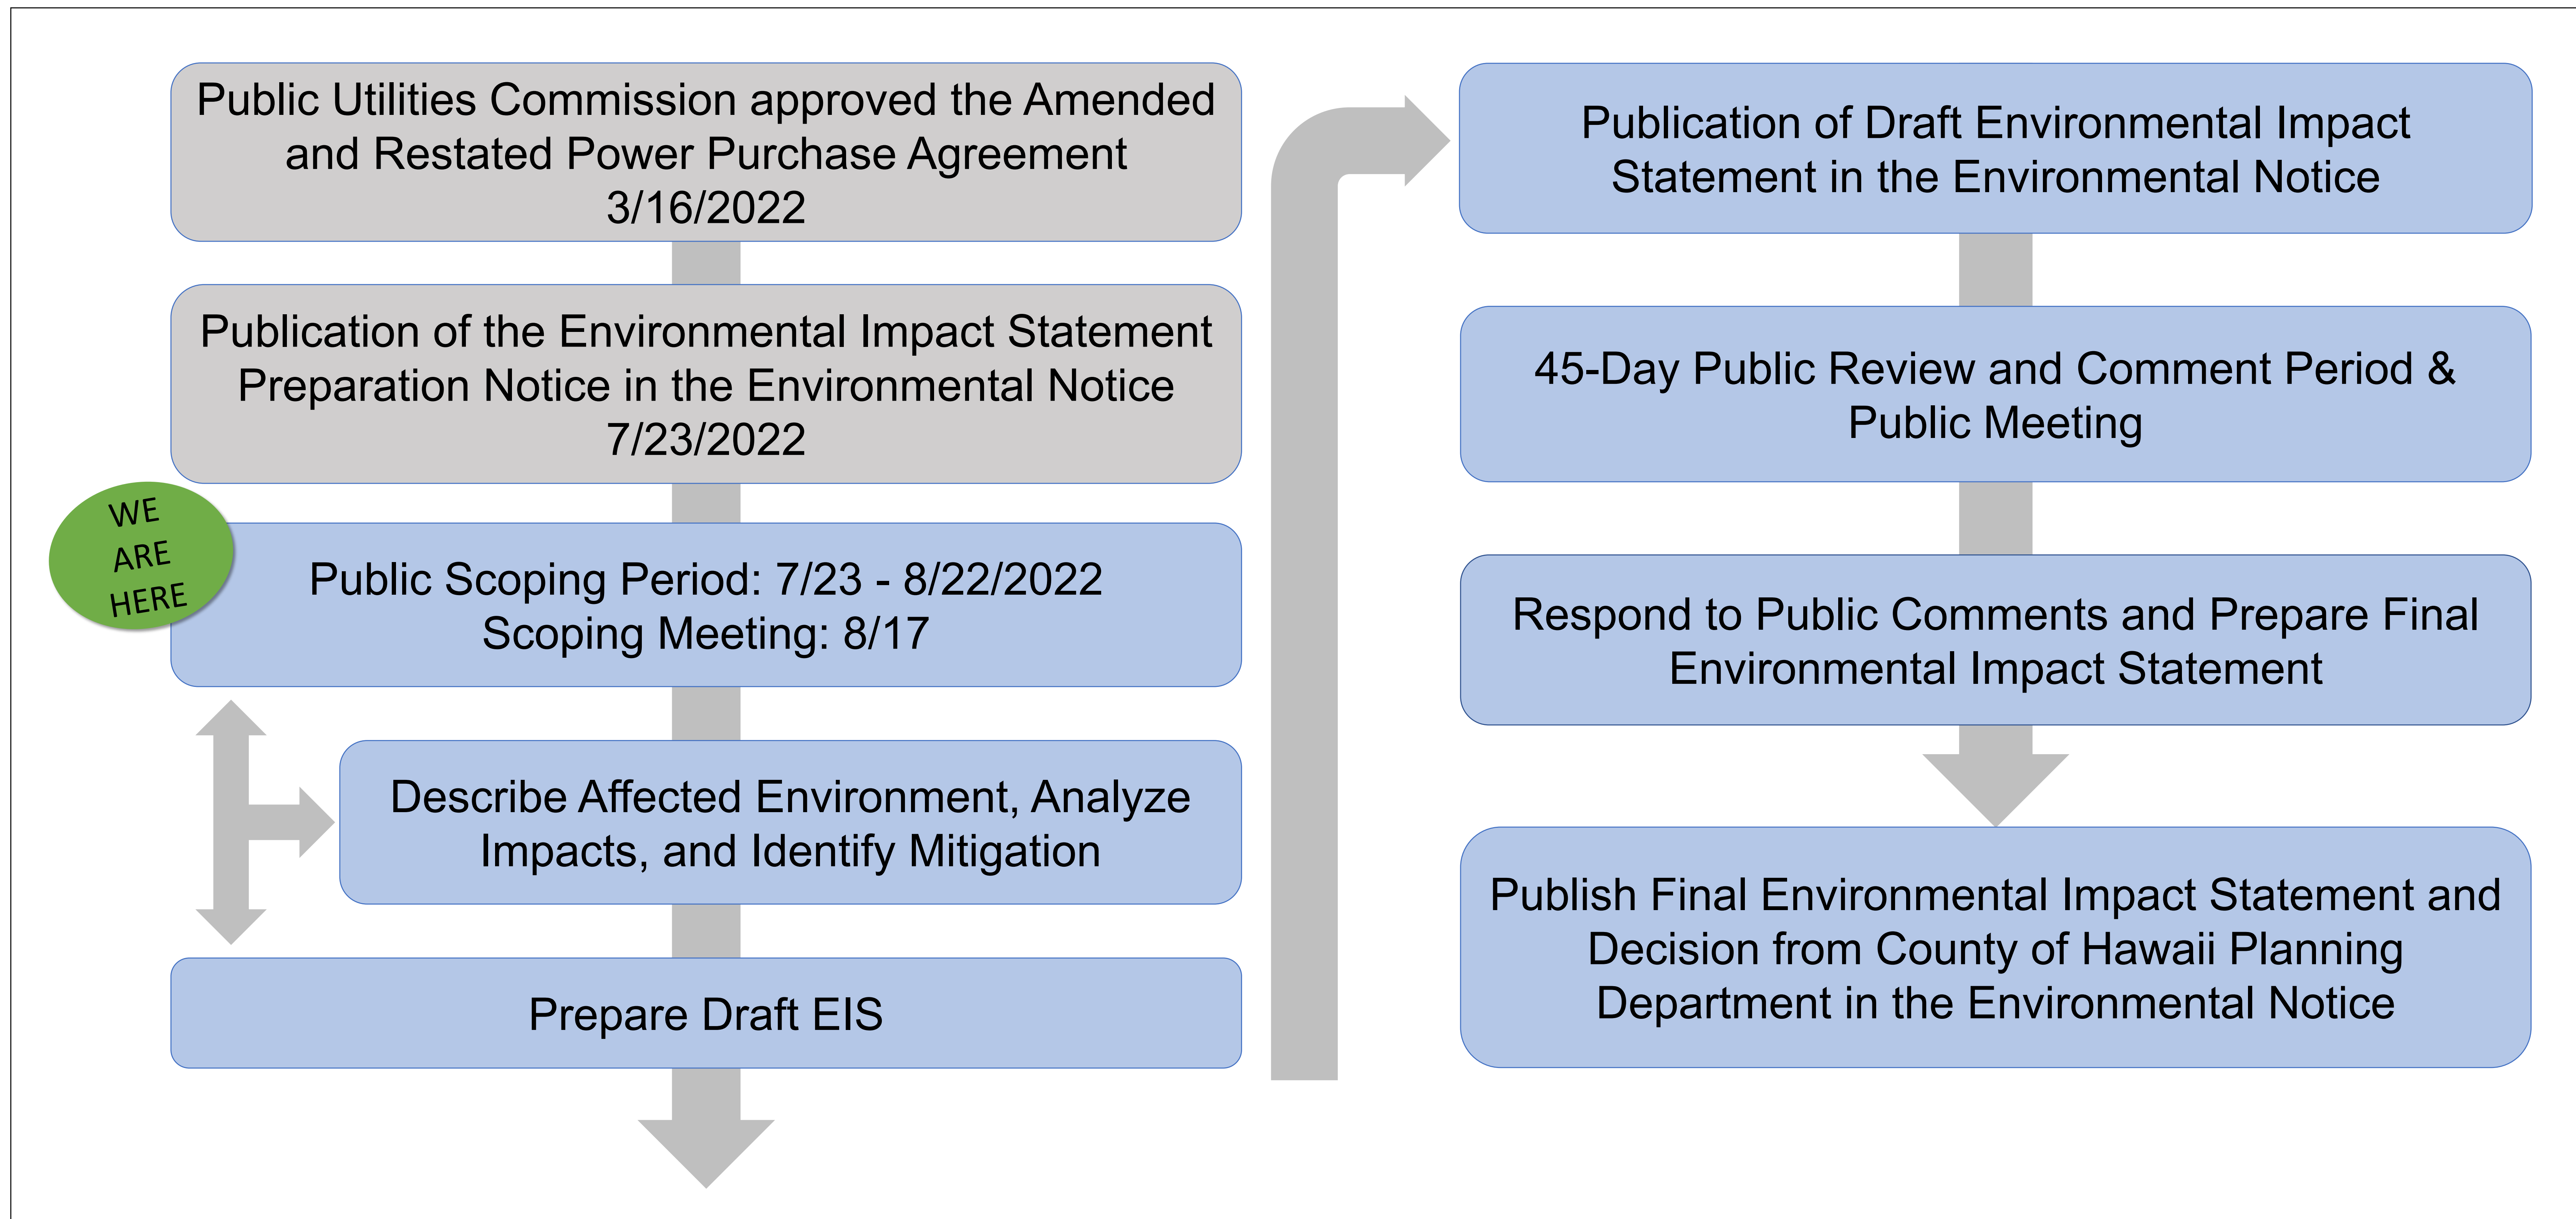 Public Utilities Commission approved the Amended
and Restated Power Purchase Agreement
3/16/2022
Publication of the Environmental Impact Statement
Preparation Notice in the Environmental Notice
7/23/2022
WE
ARE
HERE
Public Scoping Period: 7/23 - 8/22/2022
Scoping Meeting: 8/17
Describe Affected Environment, Analyze
Impacts, and Identify Mitigation
Prepare Draft EIS
Publication of Draft Environmental Impact
Statement in the Environmental Notice
45-Day Public Review and Comment Period &
Public Meeting
Respond to Public Comments and Prepare Final
Environmental Impact Statement
Publish Final Environmental Impact Statement and
Decision from County of Hawaii Planning
Department in the Environmental Notice